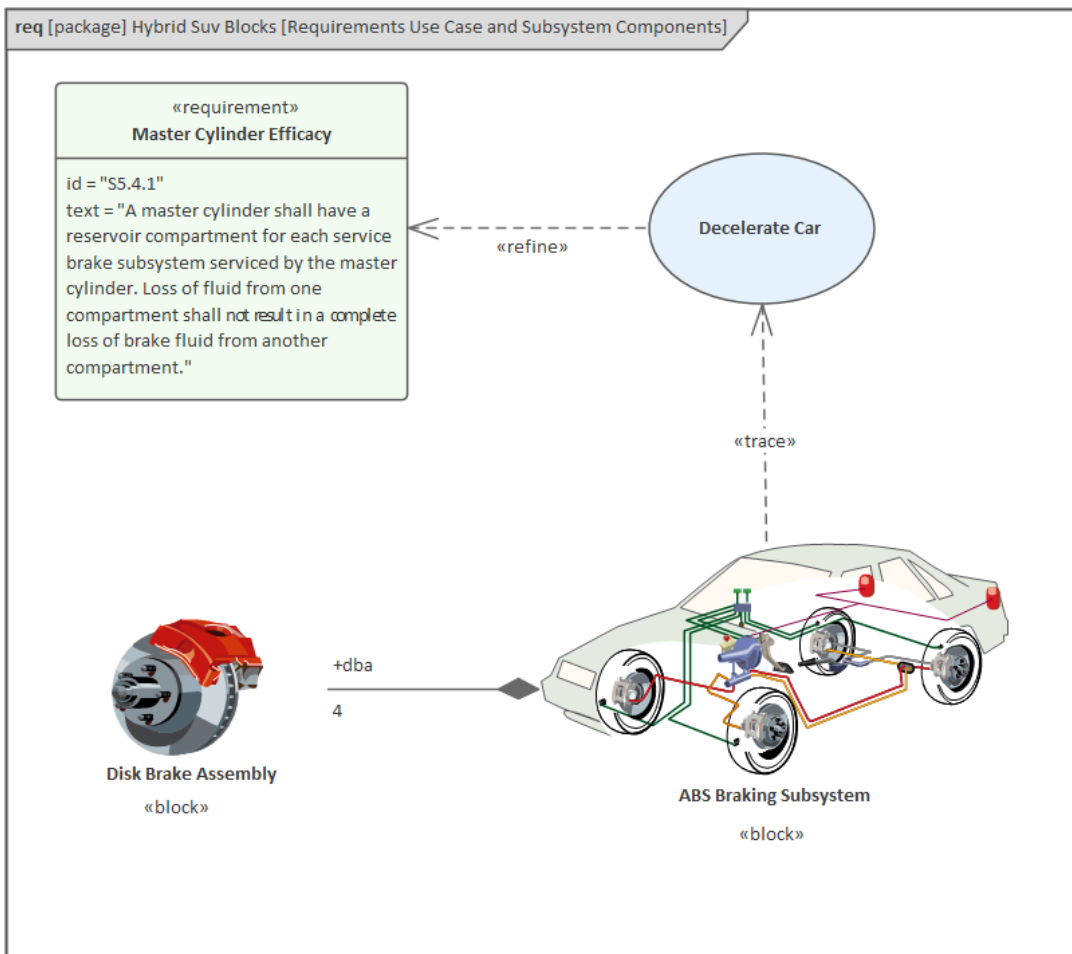 req [package] Hybrid Suv Blocks [Requirements Use Case and Subsystem Components]
«requirement»
Master Cylinder Efficacy
id = "S5.4.1"
text = "A master cylinder shall have a
reservoir compartment for each service
brake subsystem serviced by the master
cylinder. Loss of fluid from one
compartment shall not result in a complete
loss of brake fluid from another
compartment."
Decelerate Car
«refine»
«trace»
+dba
4
Disk Brake Assembly
«block»
ABS Braking Subsystem
«block»